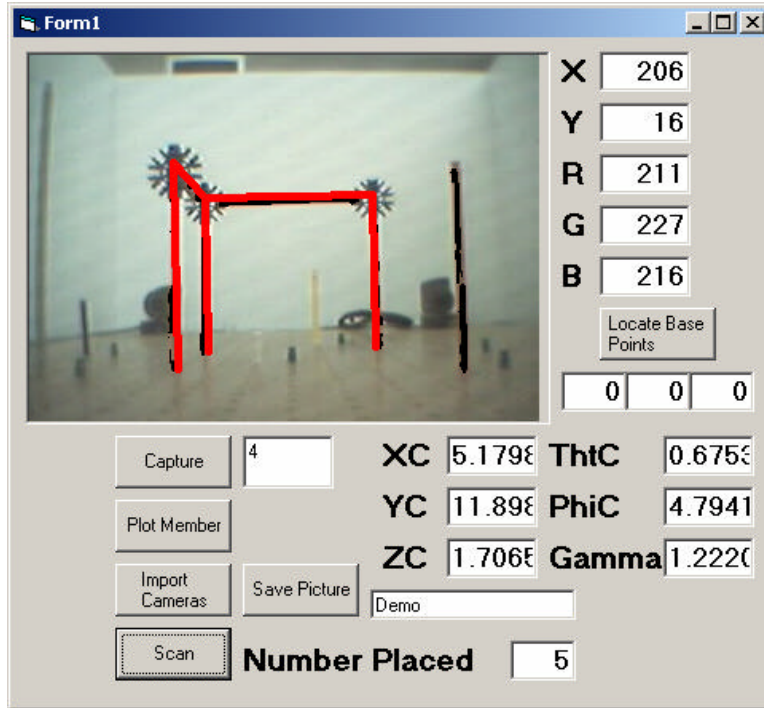 Form1
X 206
Y 16
R 211
G 227
B 216
Locate Base
Points
0 0 0
Capture 4 XC 5.1798 ThtC 0.6753
Plot Member YC 11.898 PhiC 4.7941
Import
Cameras Save Picture ZC 1.7065 Gamma 1.2220
Demo
Scan Number Placed 5